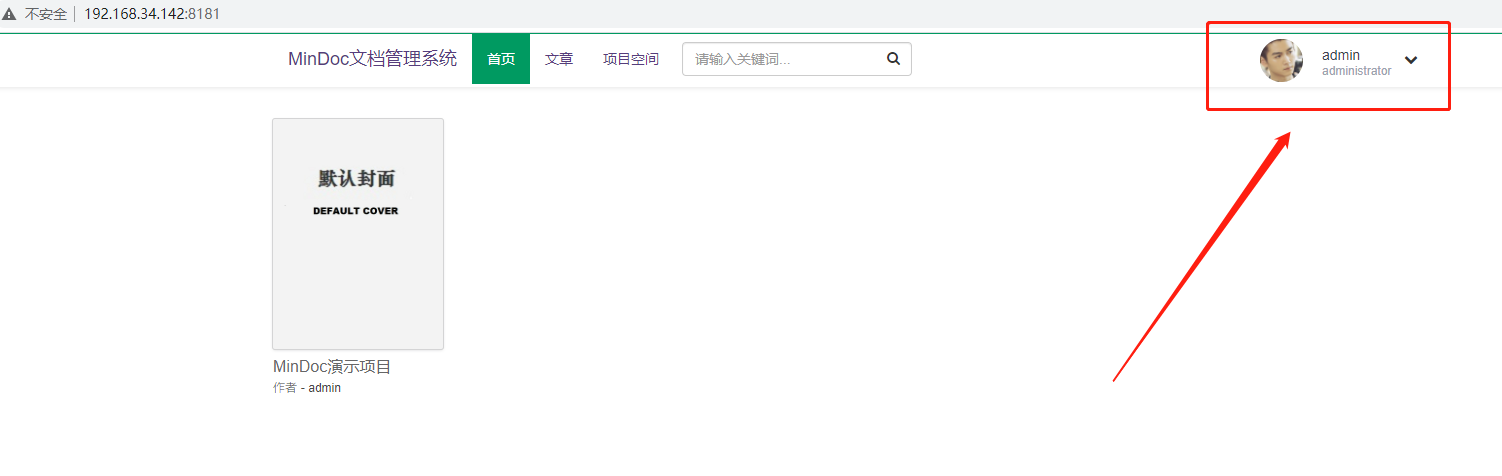 不安全 | 192.168.34.142:8181
MinDoc文档管理系统 首页 文章 项目空间 请输入关键词... admin
administrator
默认封面
DEFAULT COVER
MinDoc演示项目
作者 - admin